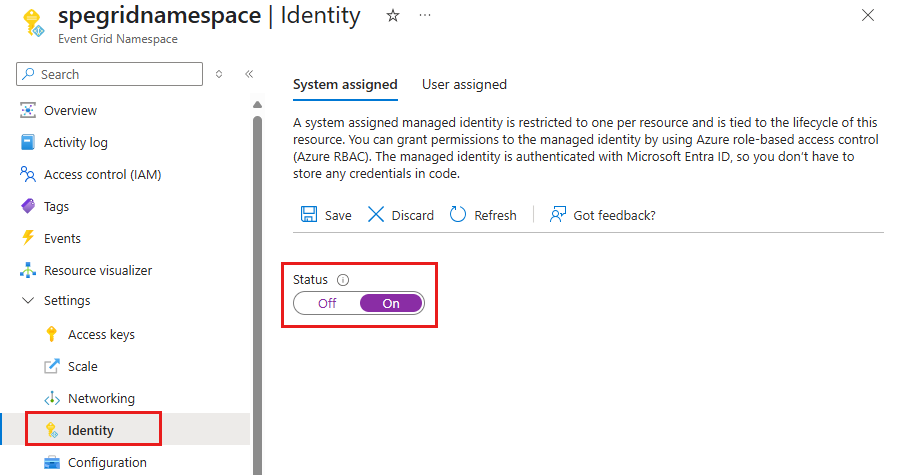 spegridnamespace | Identity
Event Grid Namespace
Search
Overview
Activity log
Access control (IAM)
Tags
Events
Resource visualizer
Settings
Access keys
Scale
Networking
Identity
Configuration
System assigned User assigned
A system assigned managed identity is restricted to one per resource and is tied to the lifecycle of this
resource. You can grant permissions to the managed identity by using Azure role-based access control
(Azure RBAC). The managed identity is authenticated with Microsoft Entra ID, so you don't have to
store any credentials in code.
Save Discard Refresh Got feedback?
Status
Off On